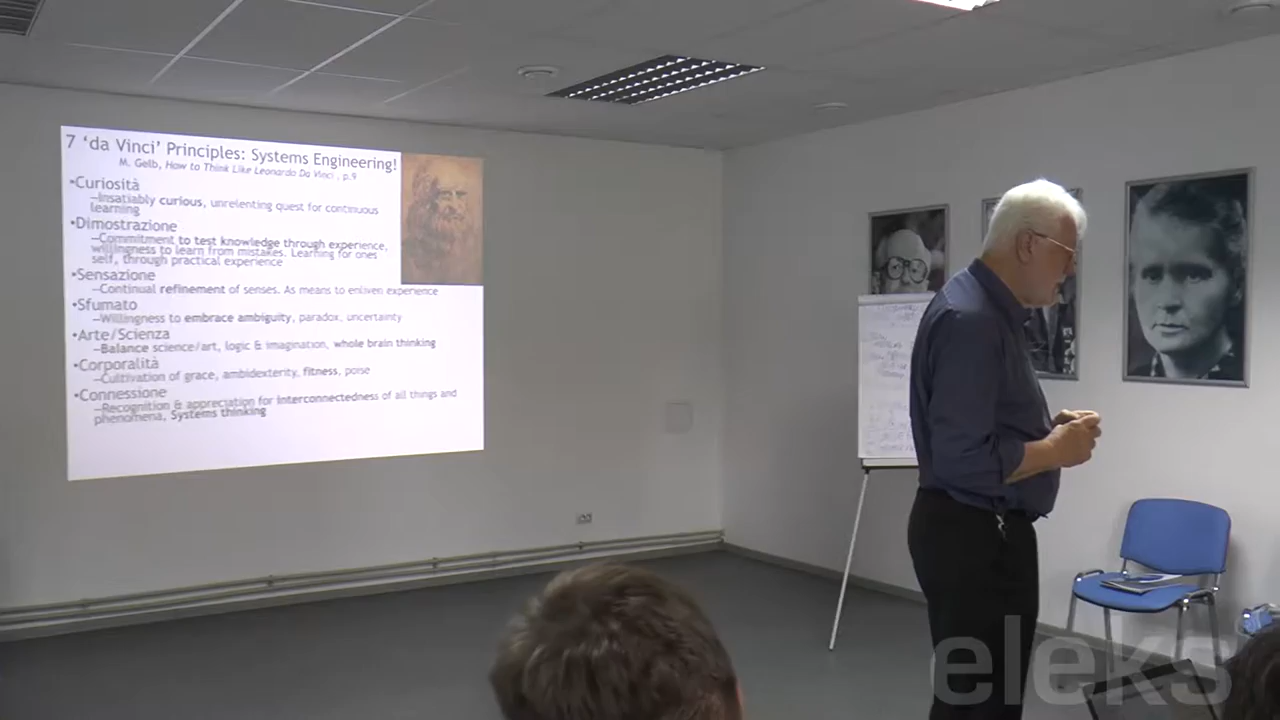 7 ‘da Vinci’ Principles: Systems Engineering!
M. Gelb, How to Think Like Leonardo Da Vinci , p.9
•Curiosità
–Insatiably curious, unrelenting quest for continuous
learning
•Dimostrazione
–Commitment to test knowledge through experience,
willingness to learn from mistakes. Learning for ones
self, through practical experience
•Sensazione
–Continual refinement of senses. As means to enliven experience
•Sfumato
–Willingness to embrace ambiguity, paradox, uncertainty
•Arte/Scienza
–Balance science/art, logic & imagination, whole brain thinking
•Corporalità
–Cultivation of grace, ambidexterity, fitness, poise
•Connessione
–Recognition & appreciation for interconnectedness of all things and
phenomena, Systems thinking
eleks